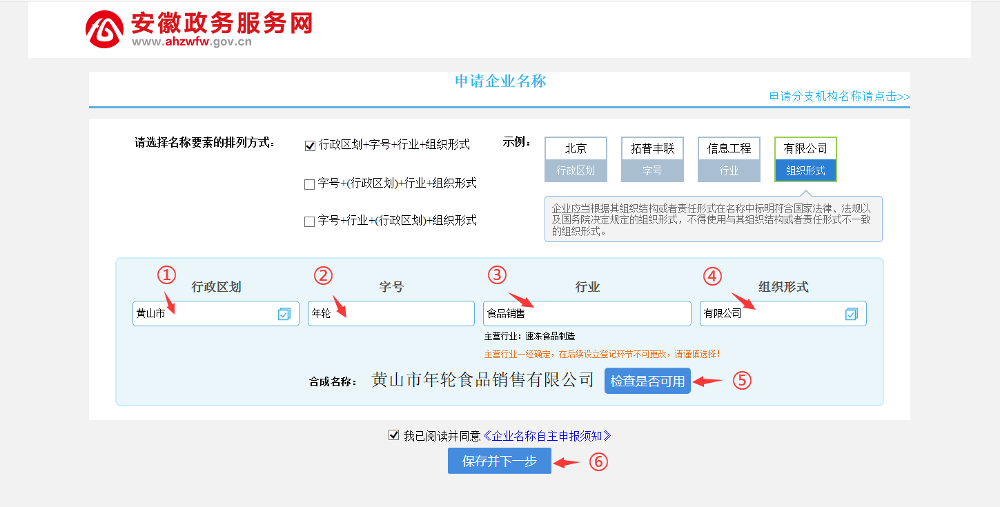 安徽政务服务网
www.ahzwfw.gov.cn
申请企业名称
申请分支机构名称请点击>>
请选择名称要素的排列方式：
行政区划+字号+行业+组织形式
字号+(行政区划)+行业+组织形式
字号+行业+(行政区划)+组织形式
示例：
北京 拓普丰联 信息工程 有限公司
行政区划 字号 行业 组织形式
企业应当根据其组织结构或者责任形式在名称中标明符合国家法律、法规以
及国务院决定规定的组织形式，不得使用与其组织结构或者责任形式不一致
的组织形式。
① ② ③ ④
行政区划 字号 行业 组织形式
黄山市 年轮 食品销售 有限公司
主营行业：速冻食品制造
主营行业一经确定，在后续设立登记环节不可更改，请谨慎选择！
合成名称： 黄山市年轮食品销售有限公司 检查是否可用 ⑤
我已阅读并同意《企业名称自主申报须知》
保存并下一步 ⑥